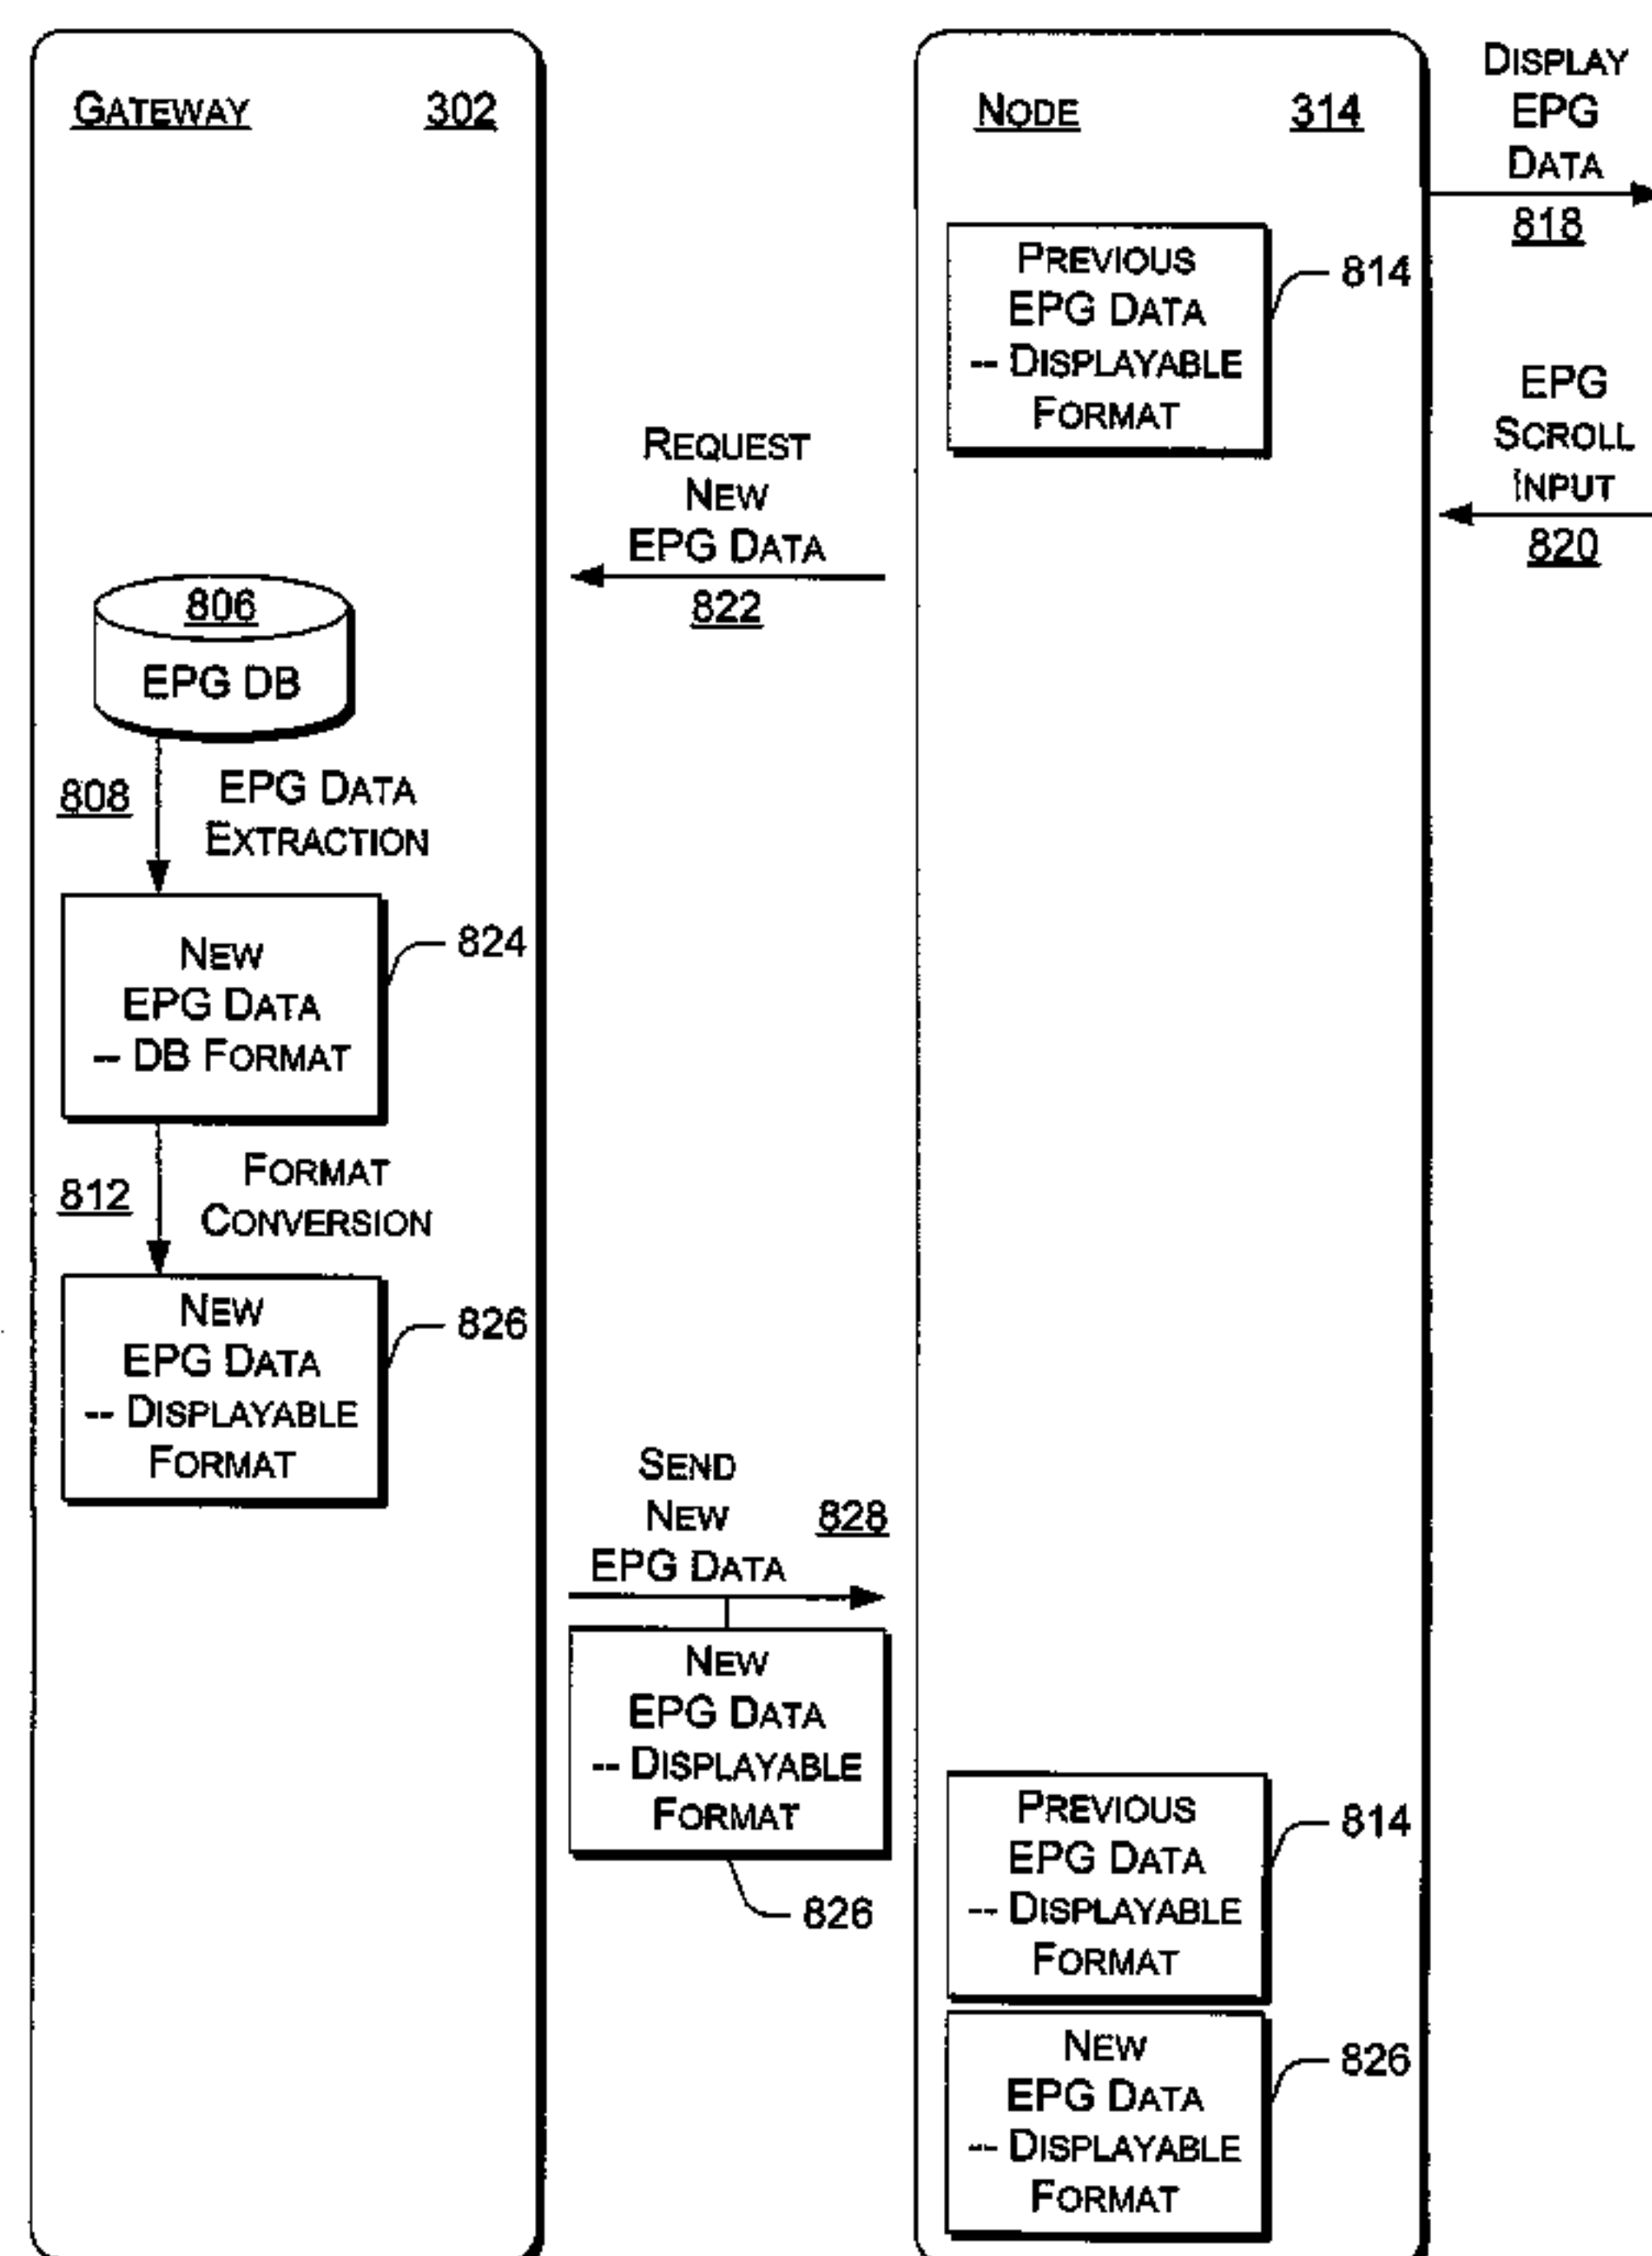 GATEWAY 302
NODE 314
DISPLAY
EPG
DATA
818
PREVIOUS
EPG DATA
-- DISPLAYABLE
FORMAT
814
EPG
SCROLL
INPUT
820
REQUEST
NEW
EPG DATA
822
806
EPG DB
808
EPG DATA
EXTRACTION
NEW
EPG DATA
-- DB FORMAT
824
812
FORMAT
CONVERSION
NEW
EPG DATA
-- DISPLAYABLE
FORMAT
826
SEND
NEW
EPG DATA
828
NEW
EPG DATA
-- DISPLAYABLE
FORMAT
826
PREVIOUS
EPG DATA
-- DISPLAYABLE
FORMAT
814
NEW
EPG DATA
-- DISPLAYABLE
FORMAT
826